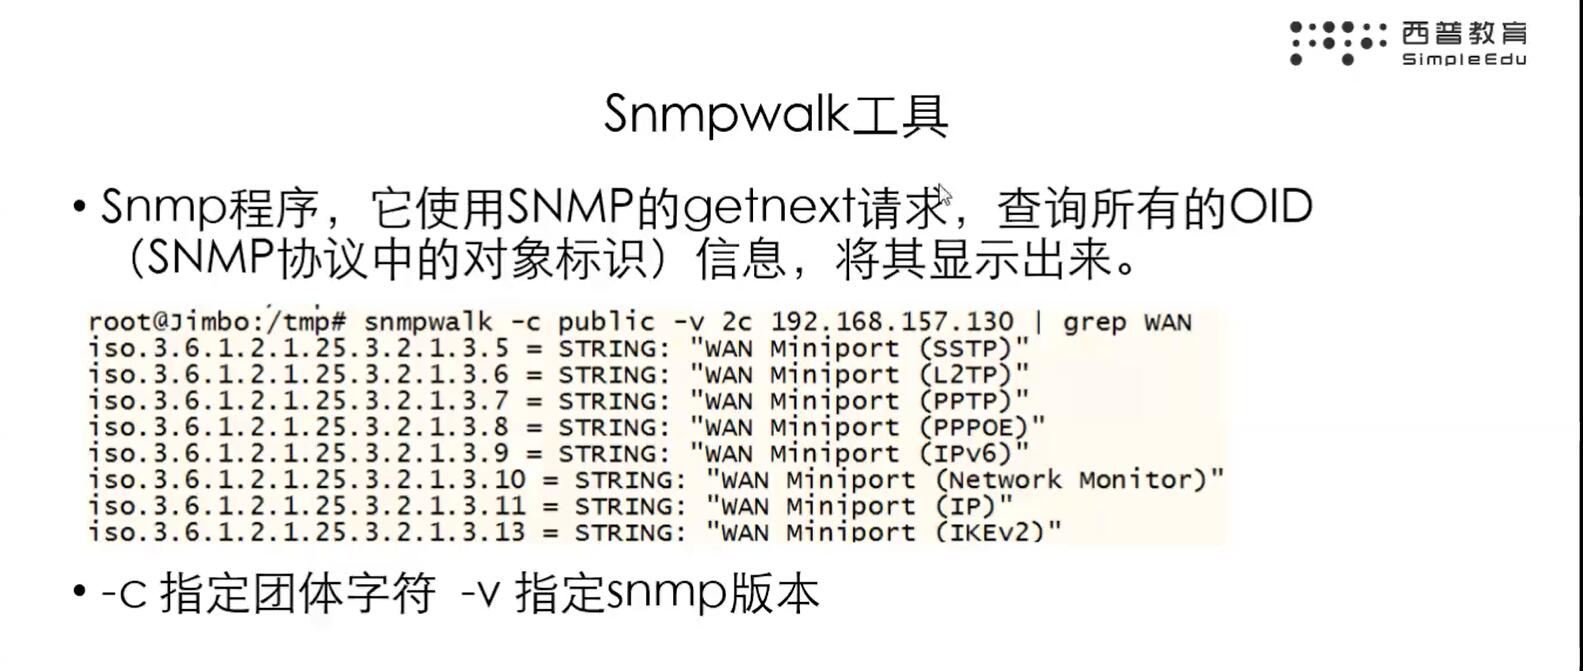 西普教育
SimpleEdu
Snmpwalk工具
• Snmp程序，它使用SNMP的getnext请求，查询所有的OID
（SNMP协议中的对象标识）信息，将其显示出来。
root@Jimbo:/tmp# snmpwalk -c public -v 2c 192.168.157.130 | grep WAN
iso.3.6.1.2.1.25.3.2.1.3.5 = STRING: "WAN Miniport (SSTP)"
iso.3.6.1.2.1.25.3.2.1.3.6 = STRING: "WAN Miniport (L2TP)"
iso.3.6.1.2.1.25.3.2.1.3.7 = STRING: "WAN Miniport (PPTP)"
iso.3.6.1.2.1.25.3.2.1.3.8 = STRING: "WAN Miniport (PPPOE)"
iso.3.6.1.2.1.25.3.2.1.3.9 = STRING: "WAN Miniport (IPv6)"
iso.3.6.1.2.1.25.3.2.1.3.10 = STRING: "WAN Miniport (Network Monitor)"
iso.3.6.1.2.1.25.3.2.1.3.11 = STRING: "WAN Miniport (IP)"
iso.3.6.1.2.1.25.3.2.1.3.13 = STRING: "WAN Miniport (IKEv2)"
• -c 指定团体字符 -v 指定snmp版本